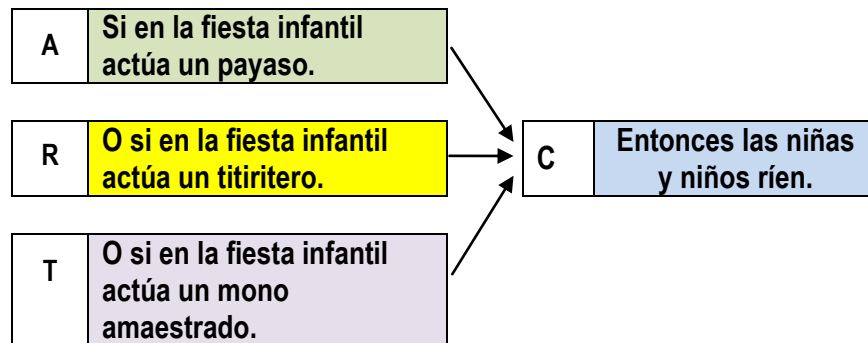 A
Si en la fiesta infantil
actúa un payaso.
R
O si en la fiesta infantil
actúa un titiritero.
C
Entonces las niñas
y niños ríen.
T
O si en la fiesta infantil
actúa un mono
amaestrado.